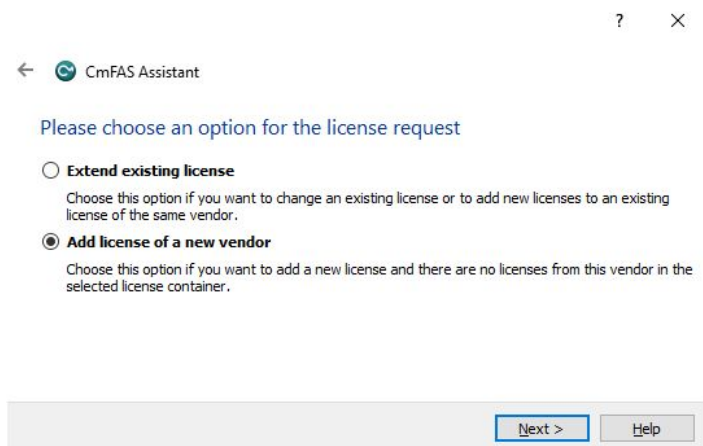 ?
CmFAS Assistant
Please choose an option for the license request
Extend existing license
Choose this option if you want to change an existing license or to add new licenses to an existing
license of the same vendor.
Add license of a new vendor
Choose this option if you want to add a new license and there are no licenses from this vendor in the
selected license container.
Next >
Help